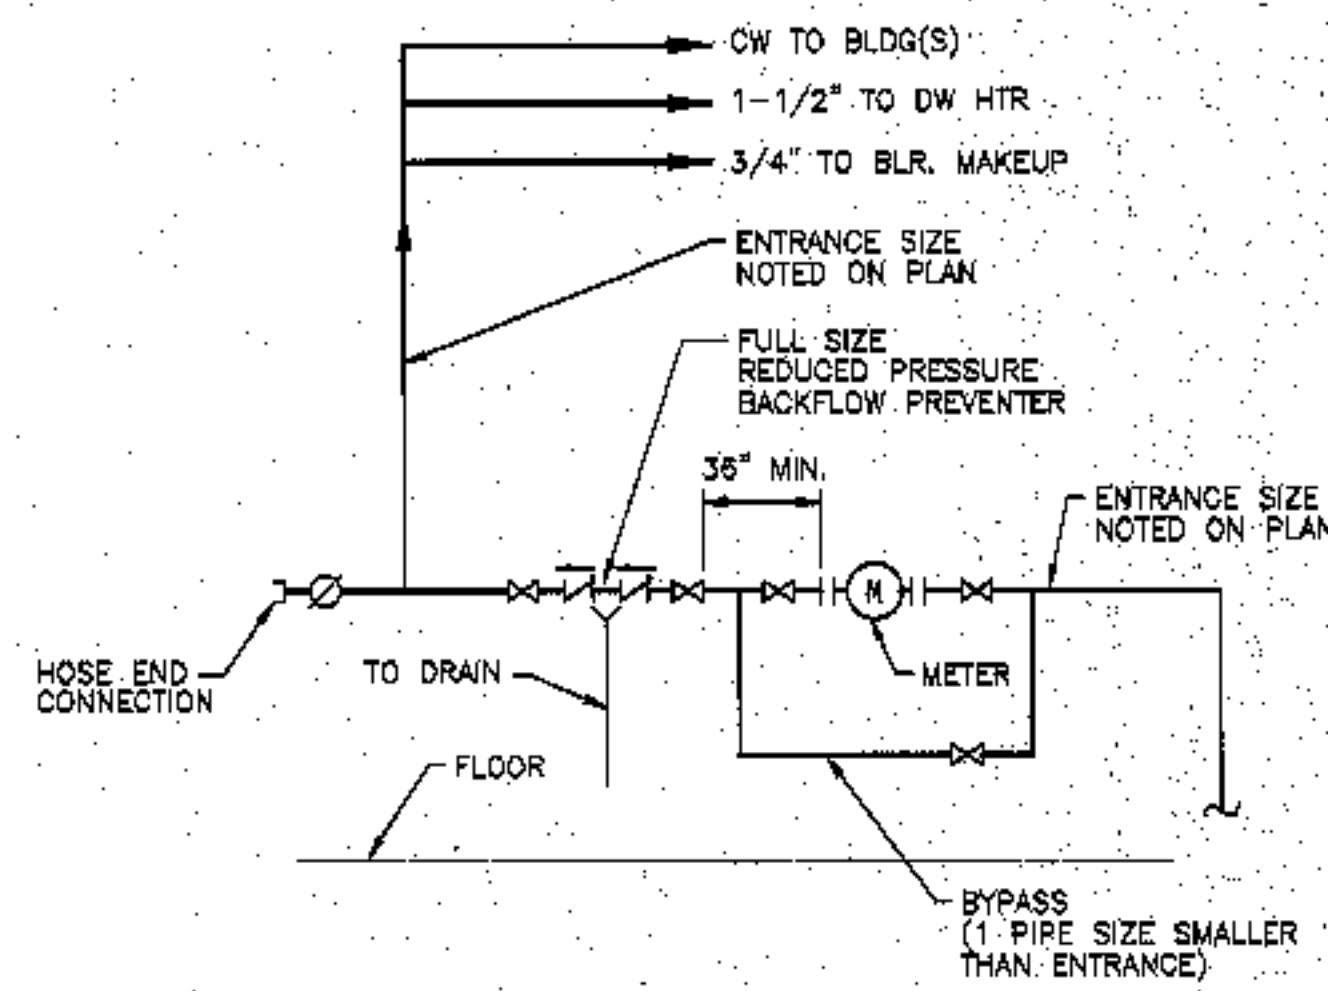 CW TO BLDG(S)
1-1/2" TO DW HTR
3/4" TO BLR. MAKEUP
ENTRANCE SIZE
NOTED ON PLAN
FULL SIZE
REDUCED PRESSURE
BACKFLOW PREVENTER
36" MIN.
ENTRANCE SIZE
NOTED ON PLAN
M
HOSE END
CONNECTION
TO DRAIN
METER
FLOOR
BYPASS
(1 PIPE SIZE SMALLER
THAN ENTRANCE)